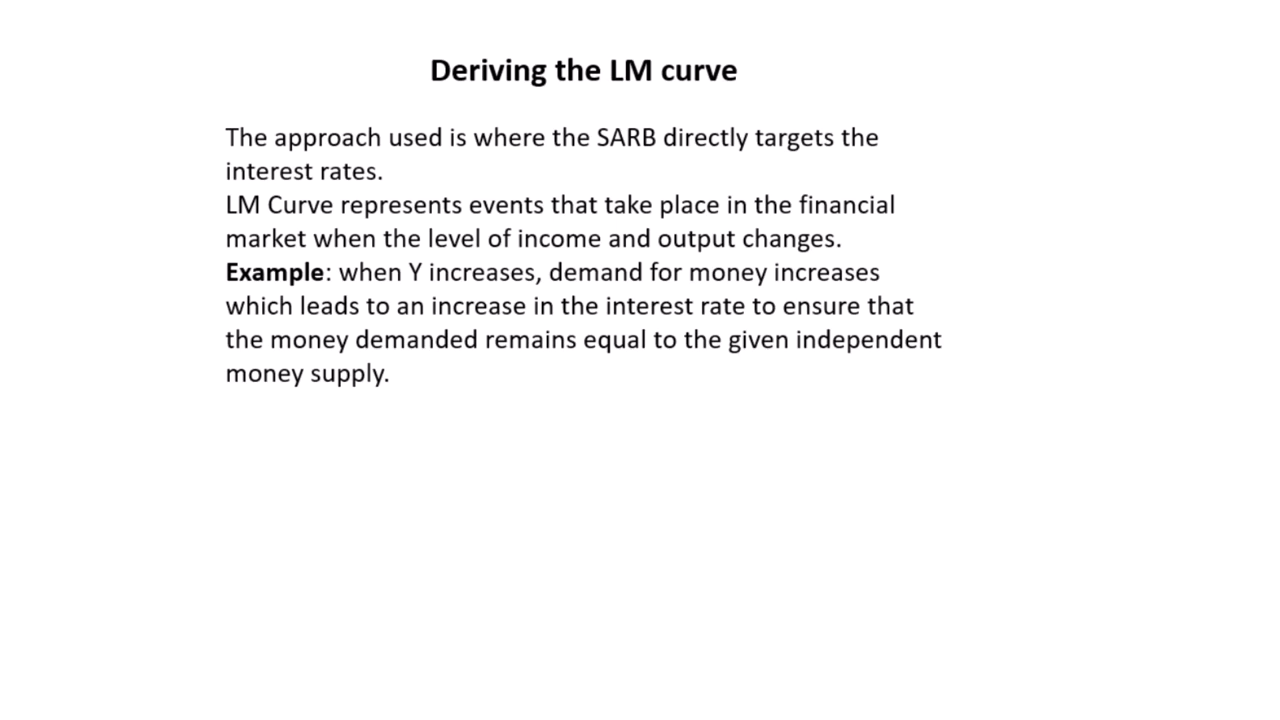 Deriving the LM curve
The approach used is where the SARB directly targets the
interest rates.
LM Curve represents events that take place in the financial
market when the level of income and output changes.
Example: when Y increases, demand for money increases
which leads to an increase in the interest rate to ensure that
the money demanded remains equal to the given independent
money supply.